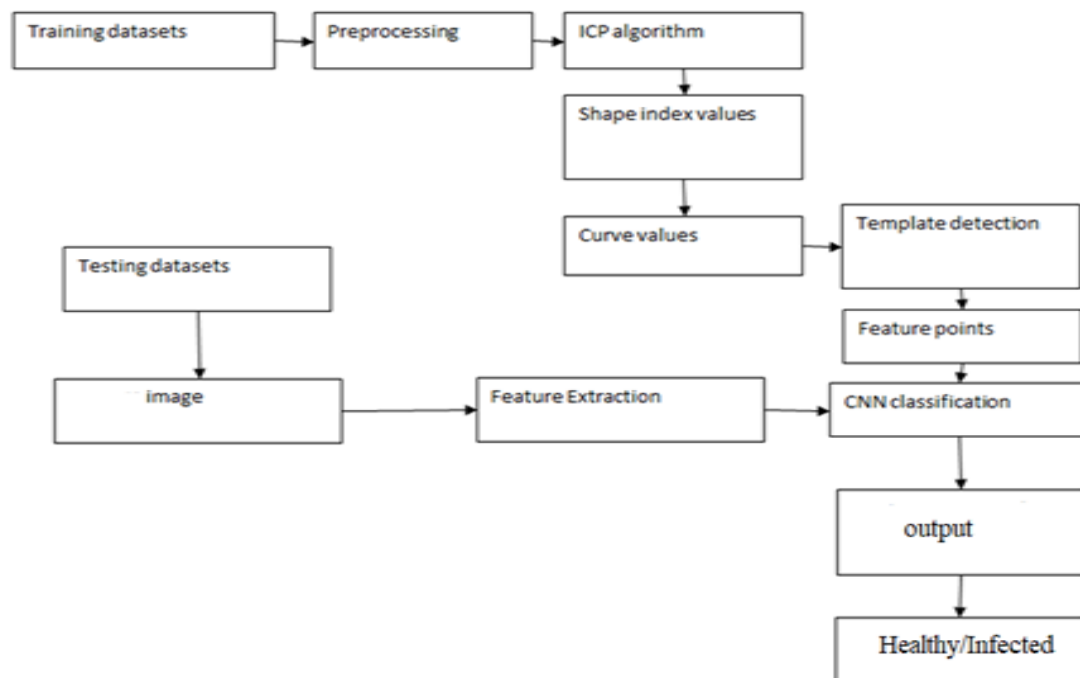 Training datasets
Preprocessing
ICP algorithm
Shape index values
Curve values
Template detection
Testing datasets
Feature points
image
Feature Extraction
CNN classification
output
Healthy/Infected